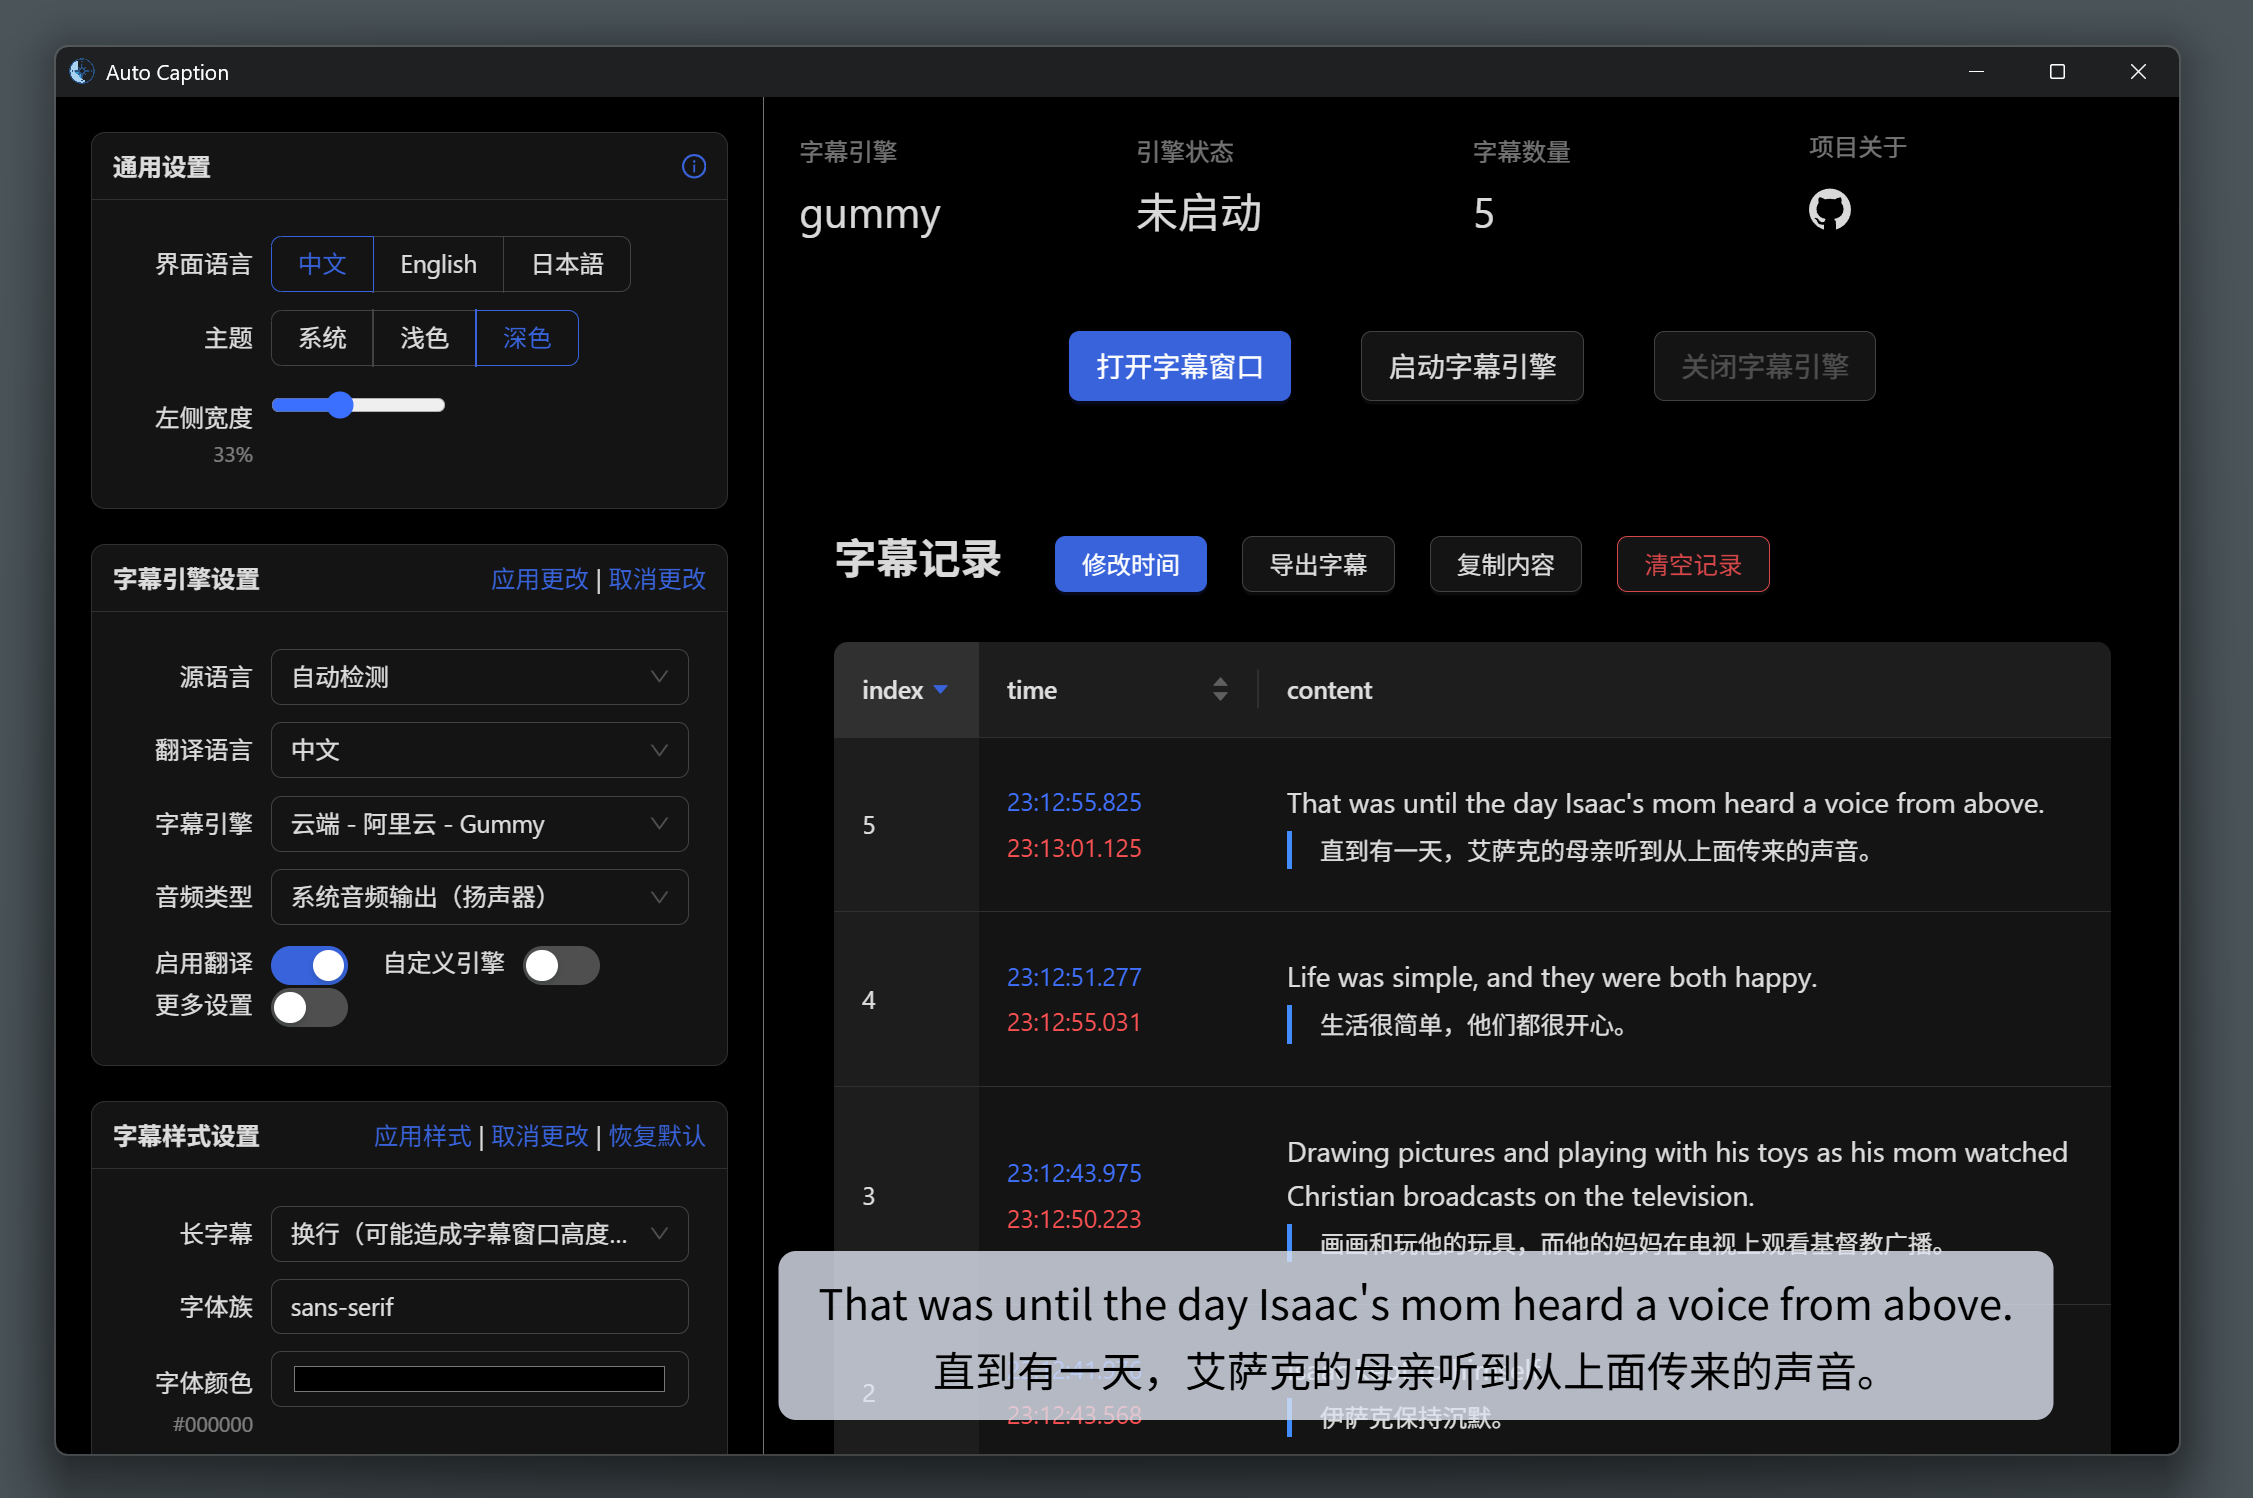 Auto Caption
通用设置
界面语言 中文 English 日本語
主题 系统 浅色 深色
左侧宽度
33%
字幕引擎设置 应用更改 | 取消更改
源语言 自动检测
翻译语言 中文
字幕引擎 云端 - 阿里云 - Gummy
音频类型 系统音频输出（扬声器）
启用翻译 自定义引擎
更多设置
字幕样式设置 应用样式 | 取消更改 | 恢复默认
长字幕 换行（可能造成字幕窗口高度...
字体族 sans-serif
字体颜色
#000000
字幕引擎 引擎状态 字幕数量 项目关于
gummy 未启动 5
打开字幕窗口 启动字幕引擎 关闭字幕引擎
字幕记录 修改时间 导出字幕 复制内容 清空记录
index time content
5
23:12:55.825
23:13:01.125
That was until the day Isaac's mom heard a voice from above.
直到有一天，艾萨克的母亲听到从上面传来的声音。
4
23:12:51.277
23:12:55.031
Life was simple, and they were both happy.
生活很简单，他们都很开心。
3
23:12:43.975
23:12:50.223
Drawing pictures and playing with his toys as his mom watched
Christian broadcasts on the television.
画画和玩他的玩具，而他的妈妈在电视上观看基督教广播。
That was until the day Isaac's mom heard a voice from above.
直到有一天，艾萨克的母亲听到从上面传来的声音。
2
23:12:43.568
伊萨克保持沉默。